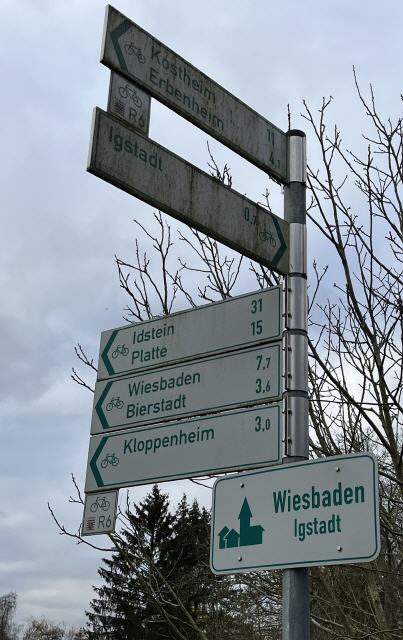 Kostheim 11
Erbenheim 4,1
R6
Igstadt 0,7
Idstein 31
Platte 15
Wiesbaden 7,7
Bierstadt 3,6
Kloppenheim 3,0
R6
Wiesbaden
Igstadt